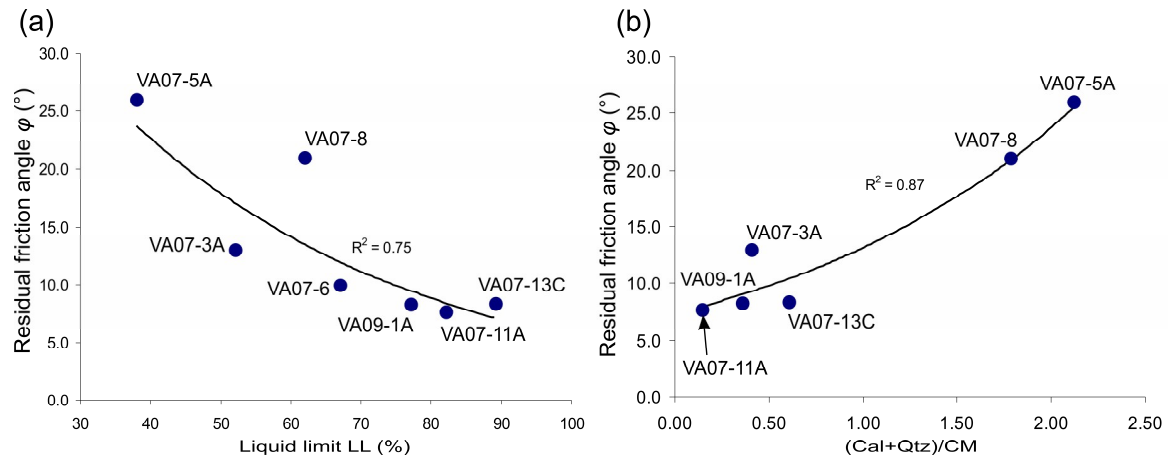 (a)
Residual friction angle φ (°)
30.0
25.0
20.0
15.0
10.0
5.0
0.0
VA07-5A
VA07-8
VA07-3A
R² = 0.75
VA07-6
VA07-13C
VA09-1A
VA07-11A
30 40 50 60 70 80 90 100
Liquid limit LL (%)
(b)
Residual friction angle φ (°)
30.0
25.0
20.0
15.0
10.0
5.0
0.0
VA07-5A
VA07-8
R² = 0.87
VA07-3A
VA09-1A
VA07-13C
VA07-11A
0.00 0.50 1.00 1.50 2.00 2.50
(Cal+Qtz)/CM